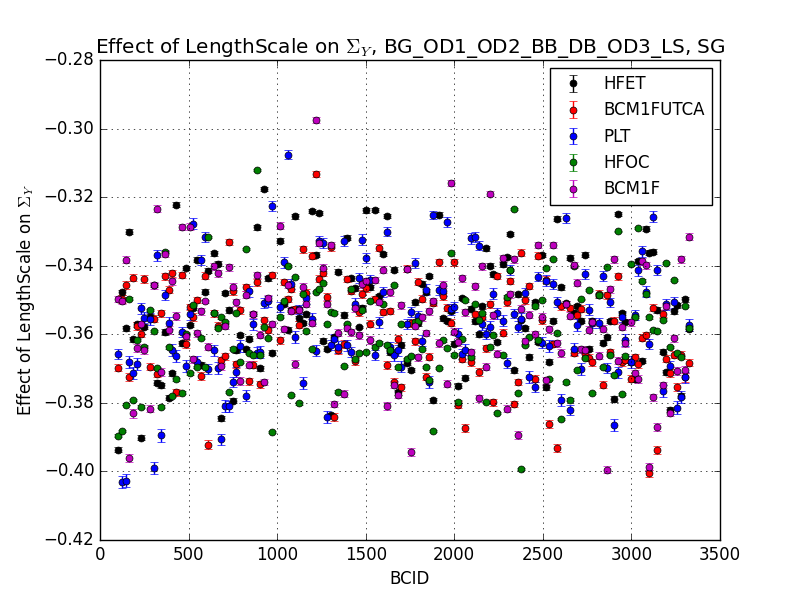 Effect of LengthScale on Σ_Y, BG_OD1_OD2_BB_DB_OD3_LS, SG
−0.28
−0.30
−0.32
−0.34
−0.36
−0.38
−0.40
−0.42
Effect of LengthScale on Σ_Y
HFET
BCM1FUTCA
PLT
HFOC
BCM1F
0 500 1000 1500 2000 2500 3000 3500
BCID